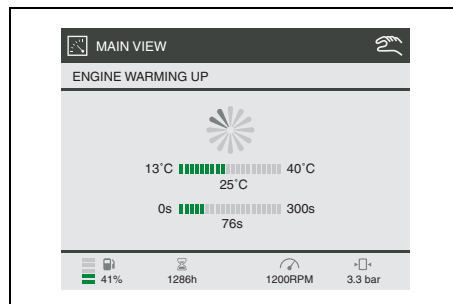 MAIN VIEW
ENGINE WARMING UP
13˚C 40˚C
25˚C
0s 300s
76s
41% 1286h 1200RPM 3.3 bar